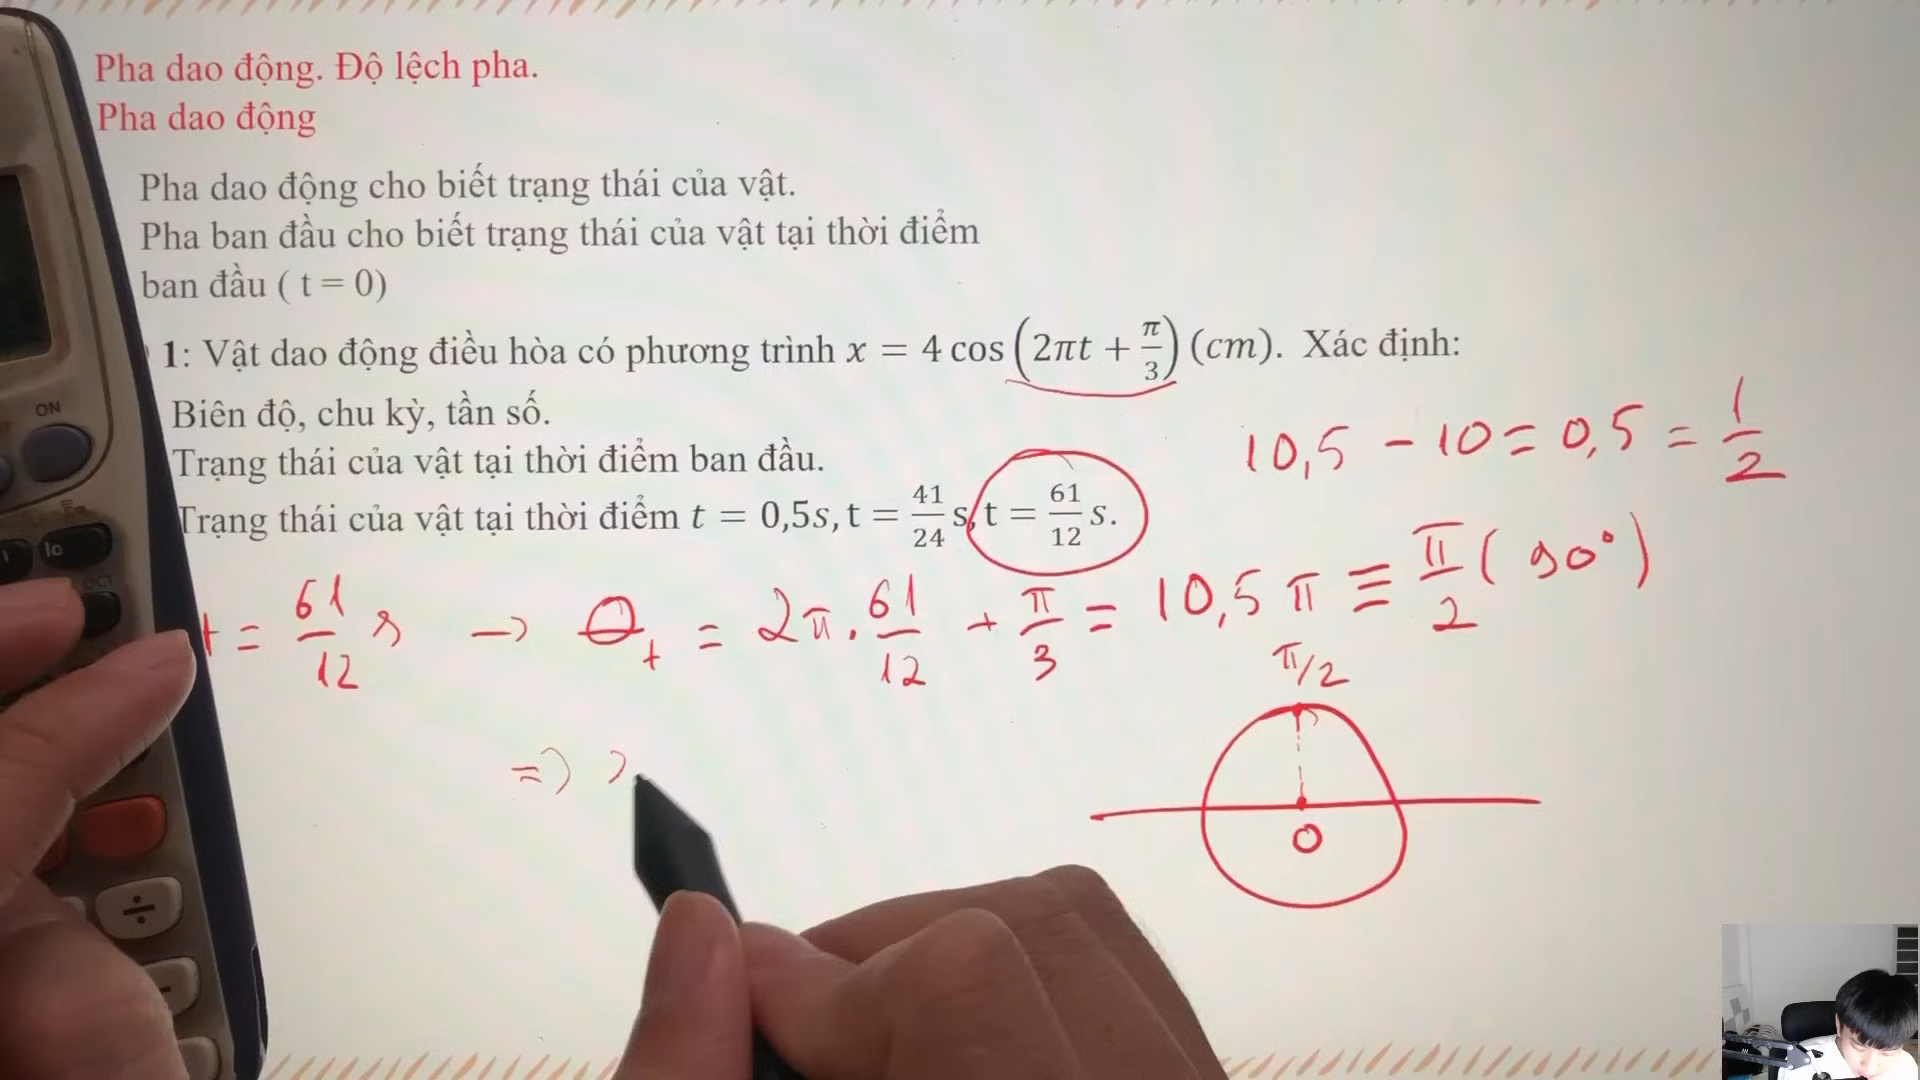 Pha dao động. Độ lệch pha.
Pha dao động
Pha dao động cho biết trạng thái của vật.
Pha ban đầu cho biết trạng thái của vật tại thời điểm
ban đầu ( t = 0)
1: Vật dao động điều hòa có phương trình x = 4 cos(2πt + π/3) (cm). Xác định:
Biên độ, chu kỳ, tần số.
Trạng thái của vật tại thời điểm ban đầu.
Trạng thái của vật tại thời điểm t = 0,5s, t = 41/24 s, t = 61/12 s.
10,5 - 10 = 0,5 = 1/2
t = 61/12 s → θt = 2π . 61/12 + π/3 = 10,5 π ≡ π/2 ( 90° )
π/2
=>
O
ON
÷